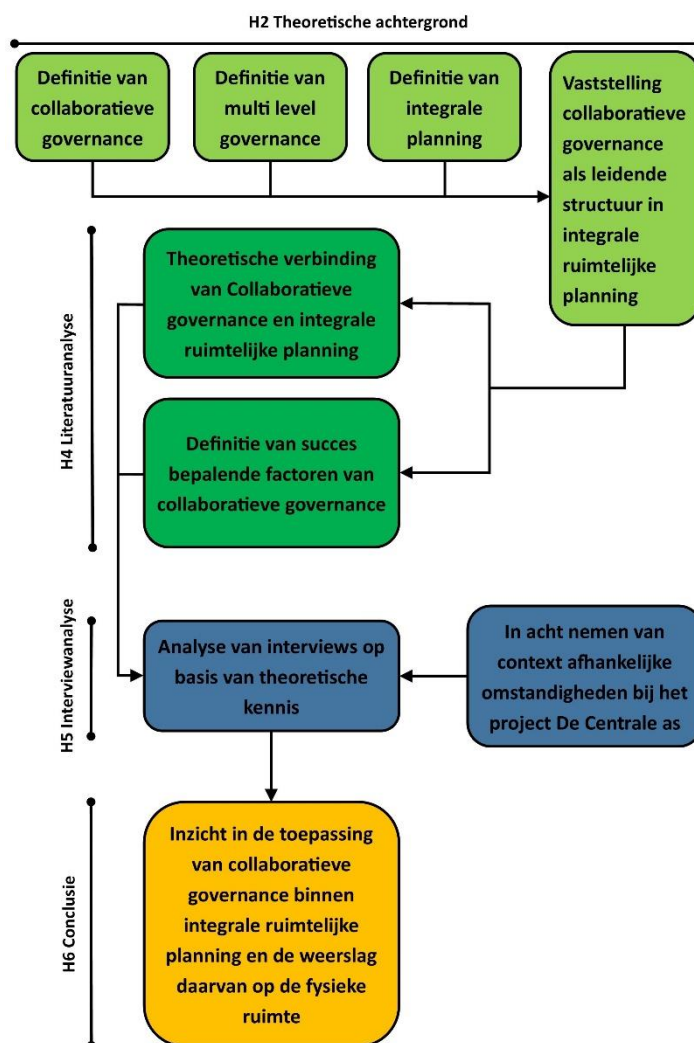 H2 Theoretische achtergrond
Definitie van
collaboratieve
governance
Definitie van
multi level
governance
Definitie van
integrale
planning
Vaststelling
collaboratieve
governance
als leidende
structuur in
integrale
ruimtelijke
planning
H4 Literatuuranalyse
Theoretische verbinding
van Collaboratieve
governance en integrale
ruimtelijke planning
Definitie van succes
bepalende factoren van
collaboratieve governance
H5 Interviewanalyse
Analyse van interviews op
basis van theoretische
kennis
In acht nemen van
context afhankelijke
omstandigheden bij het
project De Centrale as
H6 Conclusie
Inzicht in de toepassing
van collaboratieve
governance binnen
integrale ruimtelijke
planning en de weerslag
daarvan op de fysieke
ruimte